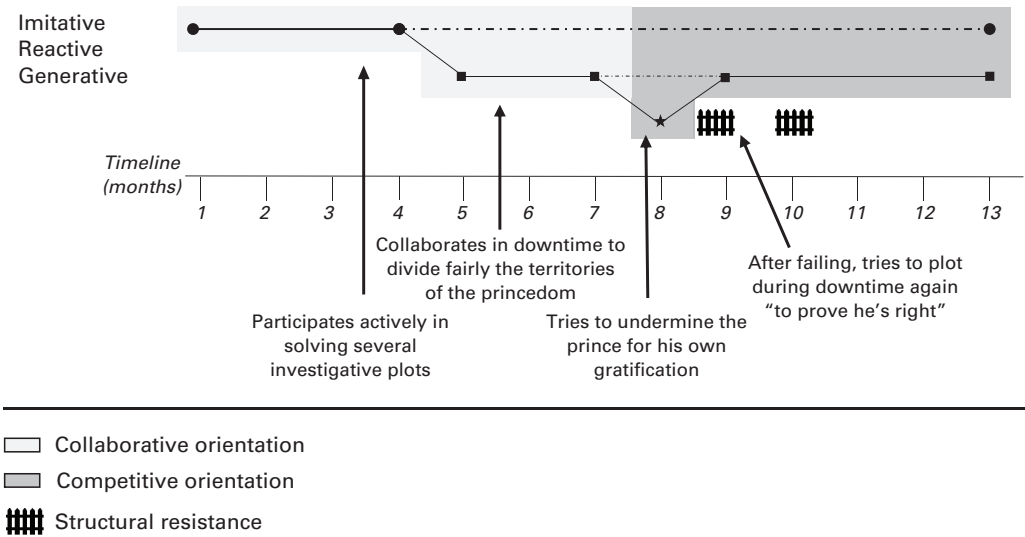 Imitative
Reactive
Generative
Timeline
(months)
1 2 3 4 5 6 7 8 9 10 11 12 13
Collaborates in downtime to
divide fairly the territories
of the princedom
After failing, tries to plot
during downtime again
“to prove he’s right”
Participates actively in
solving several
investigative plots
Tries to undermine the
prince for his own
gratification
Collaborative orientation
Competitive orientation
Structural resistance